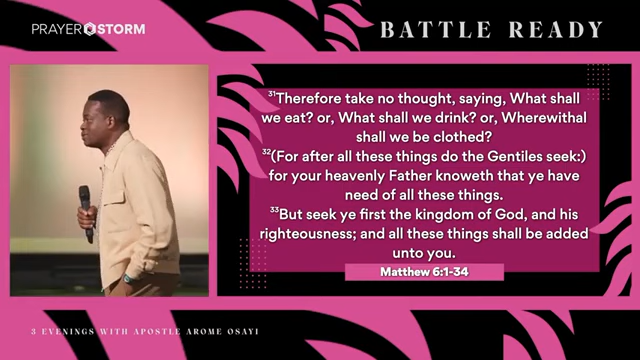 PRAYER STORM
BATTLE READY
31Therefore take no thought, saying, What shall
we eat? or, What shall we drink? or, Wherewithal
shall we be clothed?
32(For after all these things do the Gentiles seek:)
for your heavenly Father knoweth that ye have
need of all these things.
33But seek ye first the kingdom of God, and his
righteousness; and all these things shall be added
unto you.
Matthew 6:1-34
3 EVENINGS WITH APOSTLE AROME OSAYI